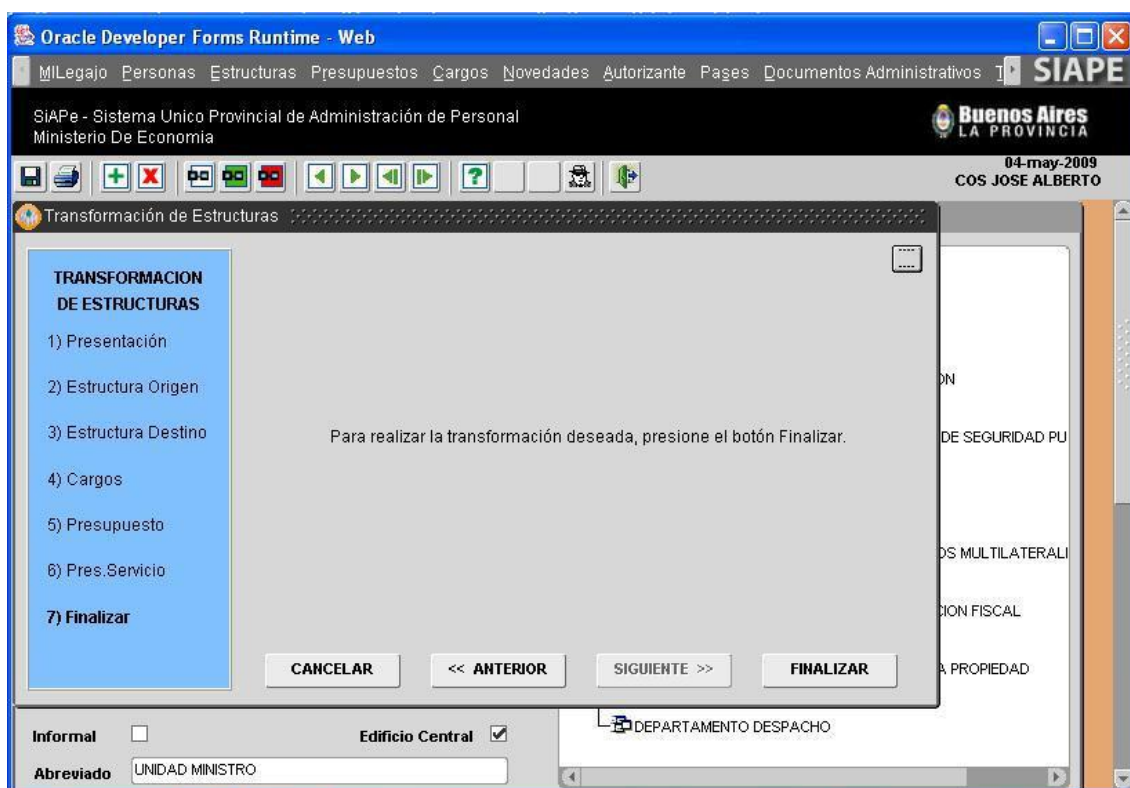 Oracle Developer Forms Runtime - Web
MILegajo Personas Estructuras Presupuestos Cargos Novedades Autorizante Pases Documentos Administrativos SIAPE
SiAPe - Sistema Unico Provincial de Administración de Personal
Ministerio De Economia
Buenos Aires
LA PROVINCIA
04-may-2009
COS JOSE ALBERTO
Transformación de Estructuras
TRANSFORMACION
DE ESTRUCTURAS
1) Presentación
2) Estructura Origen
3) Estructura Destino
4) Cargos
5) Presupuesto
6) Pres.Servicio
7) Finalizar
Para realizar la transformación deseada, presione el botón Finalizar.
CANCELAR << ANTERIOR SIGUIENTE >> FINALIZAR
ON
DE SEGURIDAD PU
OS MULTILATERALI
CION FISCAL
A PROPIEDAD
DEPARTAMENTO DESPACHO
Informal Edificio Central
Abreviado UNIDAD MINISTRO